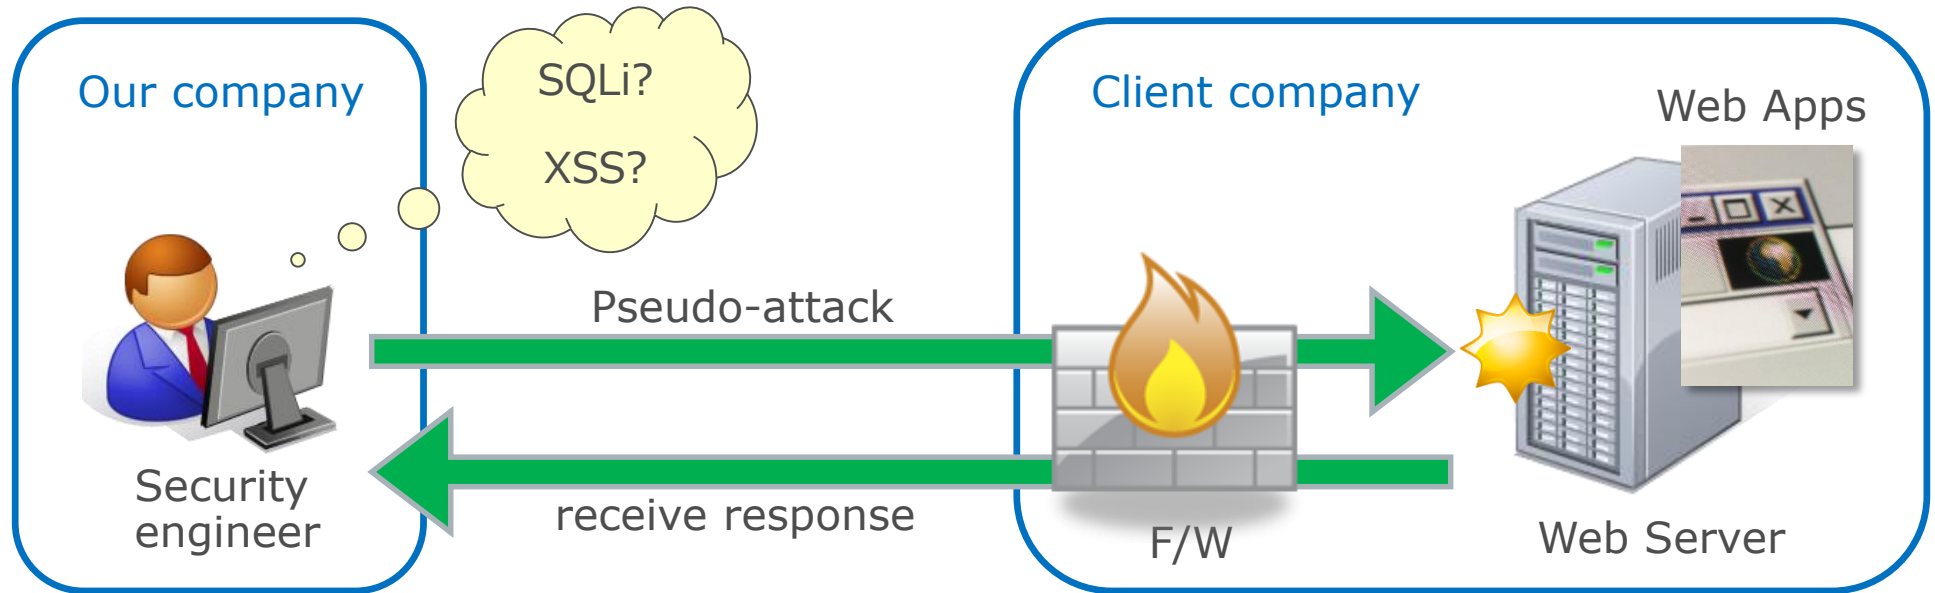 Our company
SQLi?
XSS?
Client company
Web Apps
Pseudo-attack
Security
engineer
receive response
F/W
Web Server